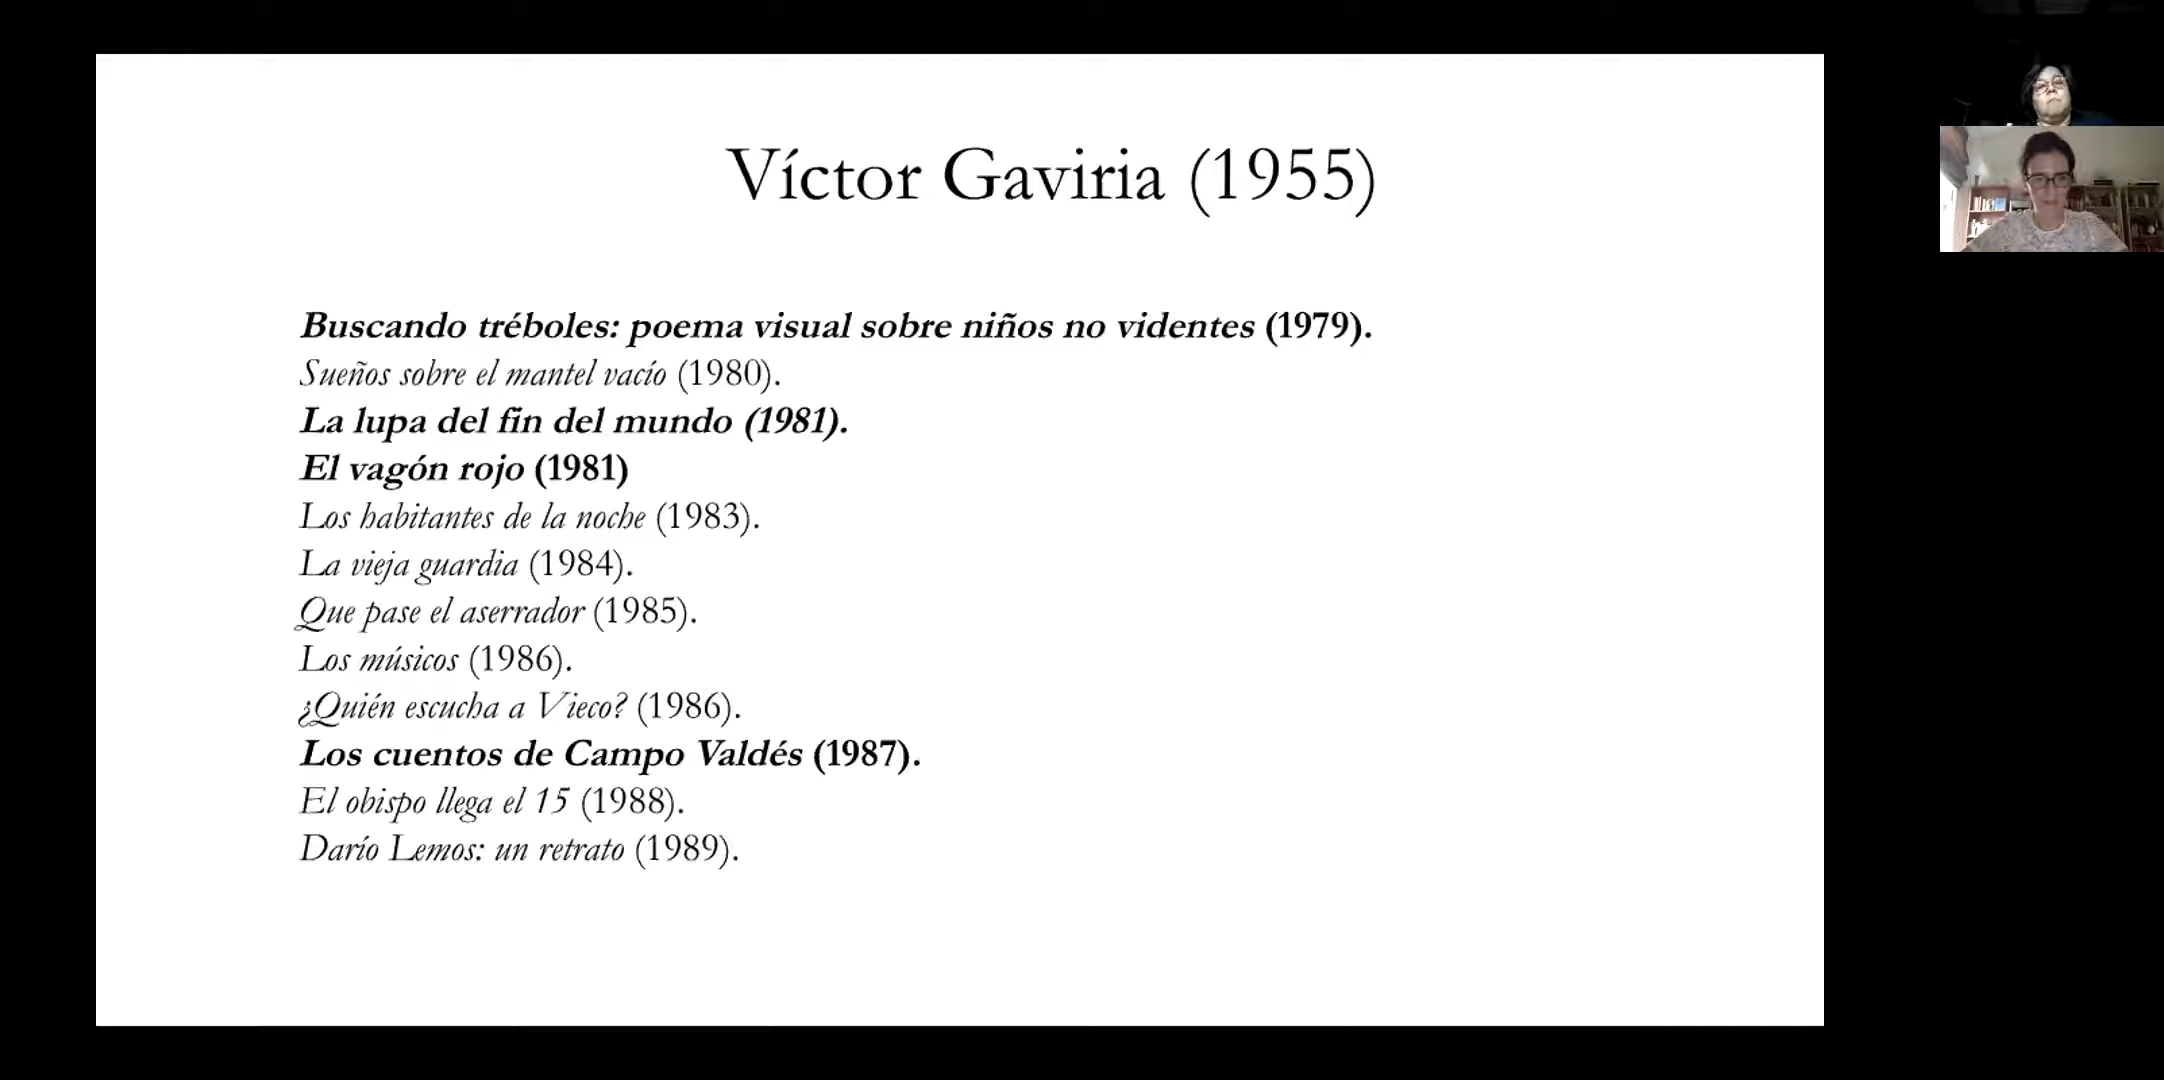 Víctor Gaviria (1955)
Buscando tréboles: poema visual sobre niños no videntes (1979).
Sueños sobre el mantel vacío (1980).
La lupa del fin del mundo (1981).
El vagón rojo (1981)
Los habitantes de la noche (1983).
La vieja guardia (1984).
Que pase el aserrador (1985).
Los músicos (1986).
¿Quién escucha a Vieco? (1986).
Los cuentos de Campo Valdés (1987).
El obispo llega el 15 (1988).
Darío Lemos: un retrato (1989).